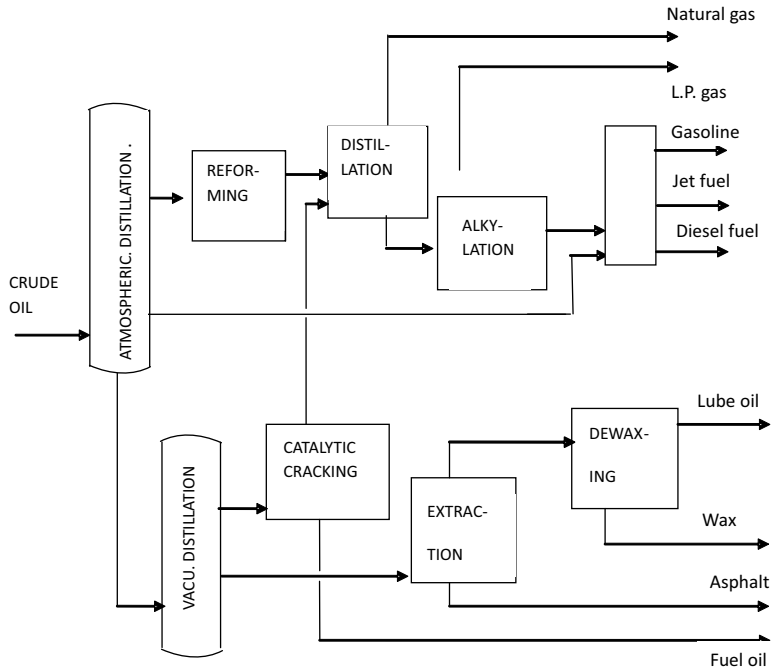 Natural gas
L.P. gas
Gasoline
Jet fuel
Diesel fuel
DISTIL-
LATION
REFOR-
MING
ALKY-
LATION
ATMOSPHERIC. DISTILLATION .
CRUDE
OIL
Lube oil
DEWAX-
ING
CATALYTIC
CRACKING
EXTRAC-
TION
VACU. DISTILLATION
Wax
Asphalt
Fuel oil